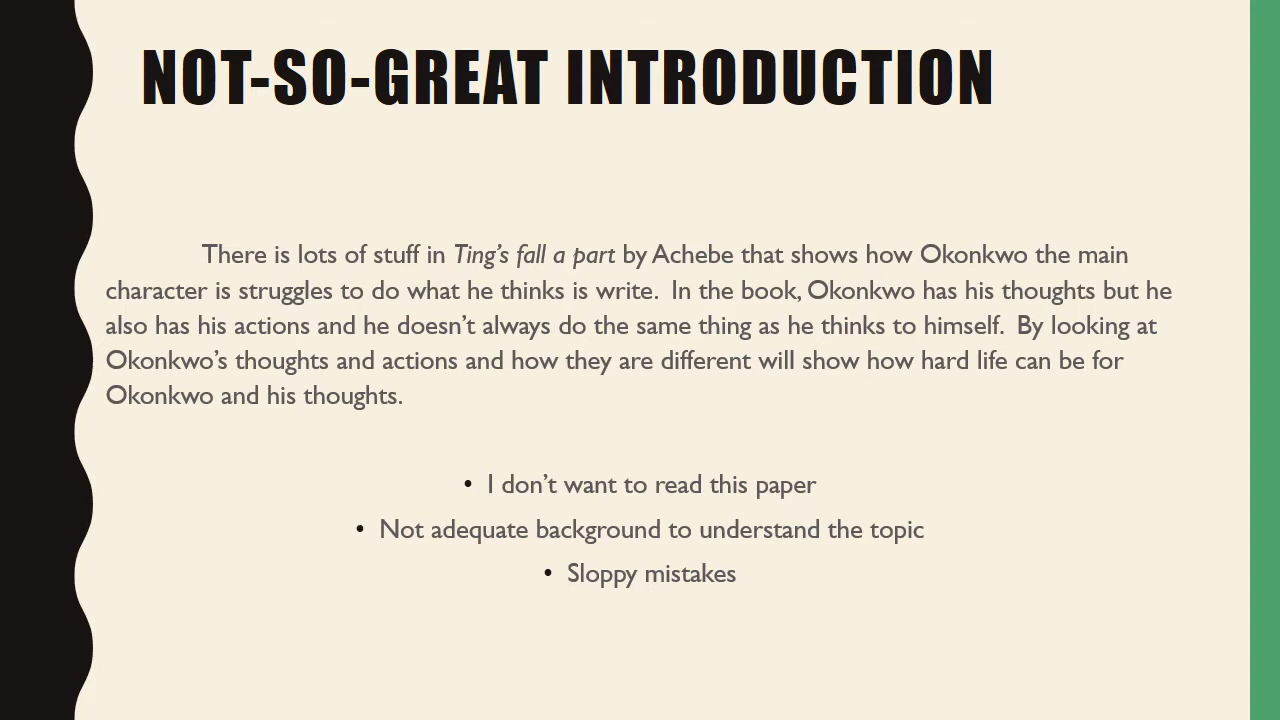 NOT-SO-GREAT INTRODUCTION
There is lots of stuff in Ting’s fall a part by Achebe that shows how Okonkwo the main
character is struggles to do what he thinks is write.  In the book, Okonkwo has his thoughts but he
also has his actions and he doesn’t always do the same thing as he thinks to himself.  By looking at
Okonkwo’s thoughts and actions and how they are different will show how hard life can be for
Okonkwo and his thoughts.
• I don’t want to read this paper
• Not adequate background to understand the topic
• Sloppy mistakes